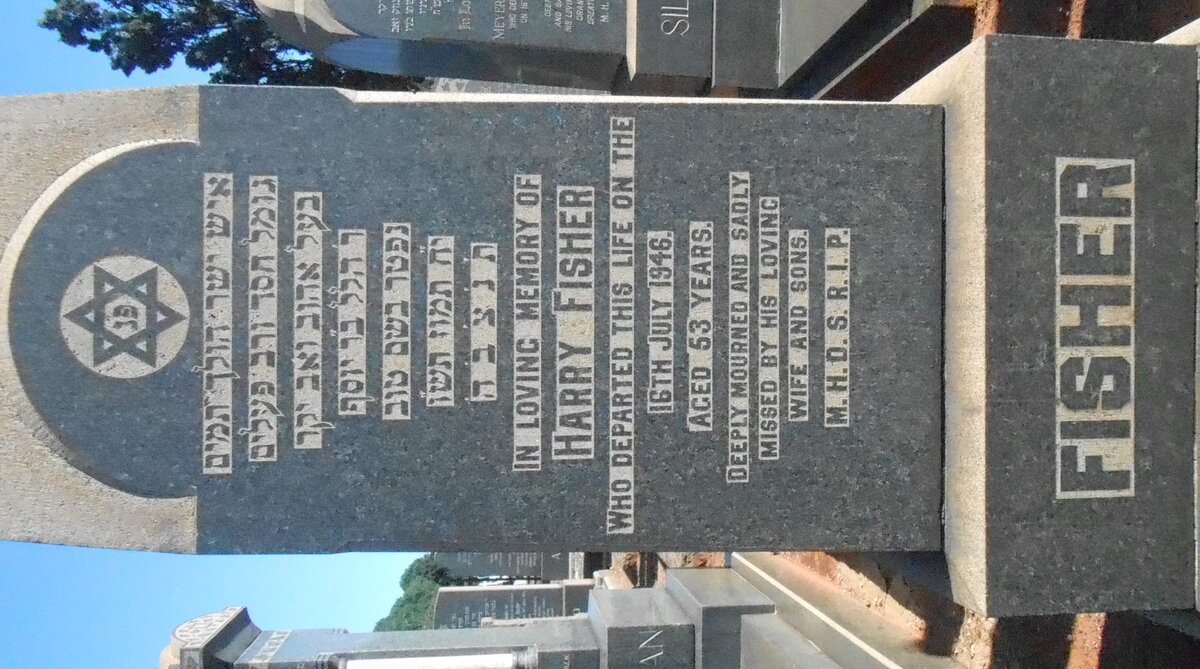 פנ
איש ישר הולך תמים
גומל חסד ורב פעלים
בעל אהוב ואב יקר
ר הלל בר יוסף
נפטר בשם טוב
יח תמוז תשו
ת נ צ ב ה
IN LOVING MEMORY OF
HARRY FISHER
WHO DEPARTED THIS LIFE ON THE
16TH JULY 1946.
AGED 53 YEARS.
DEEPLY MOURNED AND SADLY
MISSED BY HIS LOVING
WIFE AND SONS.
M.H.D.S.R.I.P.
FISHER